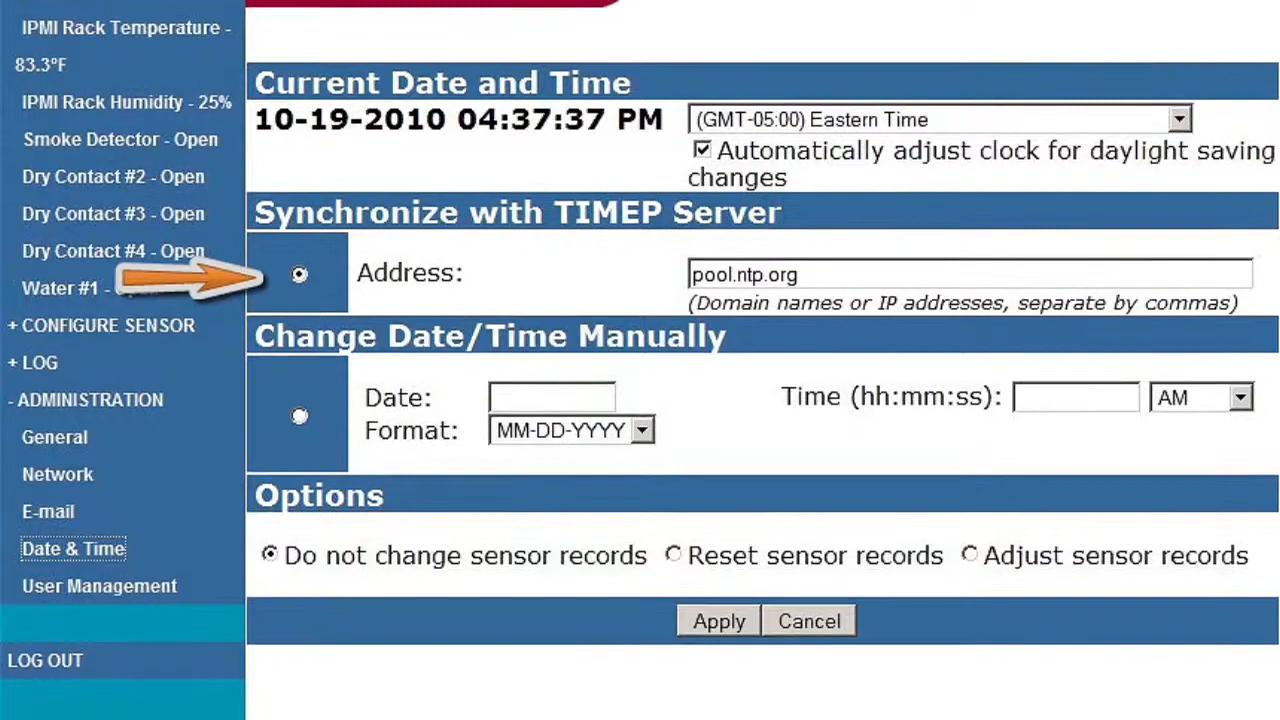 IPMI Rack Temperature -
83.3ºF
IPMI Rack Humidity - 25%
Smoke Detector - Open
Dry Contact #2 - Open
Dry Contact #3 - Open
Dry Contact #4 - Open
Water #1 -
+ CONFIGURE SENSOR
+ LOG
- ADMINISTRATION
General
Network
E-mail
Date & Time
User Management
LOG OUT
Current Date and Time
10-19-2010 04:37:37 PM
(GMT-05:00) Eastern Time
Automatically adjust clock for daylight saving
changes
Synchronize with TIMEP Server
Address:
pool.ntp.org
(Domain names or IP addresses, separate by commas)
Change Date/Time Manually
Date:
Time (hh:mm:ss):
AM
Format:
MM-DD-YYYY
Options
Do not change sensor records
Reset sensor records
Adjust sensor records
Apply
Cancel